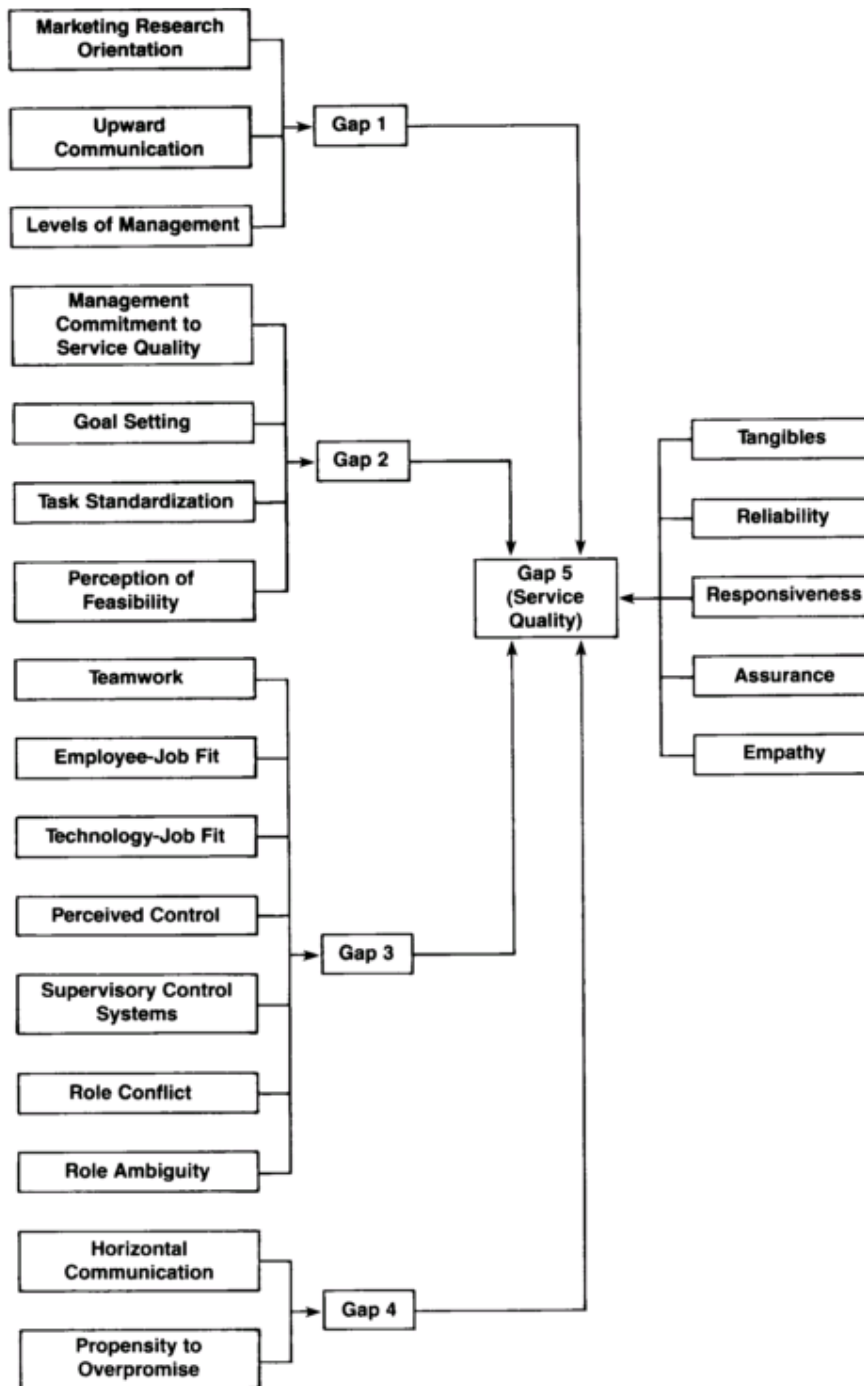 Marketing Research
Orientation
Upward
Communication
Levels of Management
Gap 1
Management
Commitment to
Service Quality
Goal Setting
Task Standardization
Perception of
Feasibility
Gap 2
Teamwork
Employee-Job Fit
Technology-Job Fit
Perceived Control
Supervisory Control
Systems
Role Conflict
Role Ambiguity
Gap 3
Horizontal
Communication
Propensity to
Overpromise
Gap 4
Gap 5
(Service
Quality)
Tangibles
Reliability
Responsiveness
Assurance
Empathy